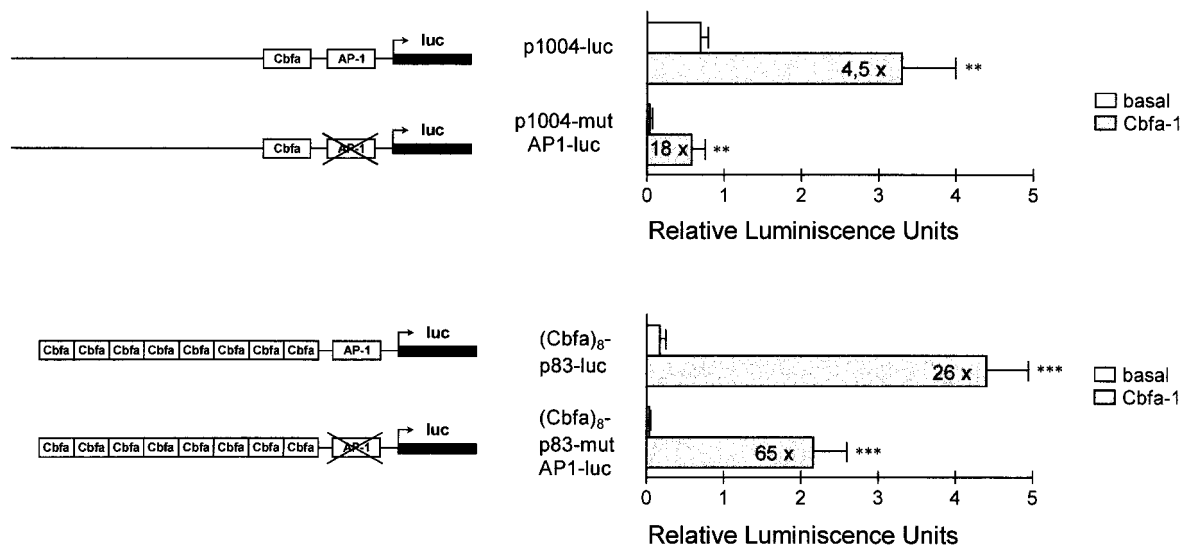 luc
Cbfa AP-1
p1004-luc
4,5 x **
luc
Cbfa AP-1
p1004-mut
AP1-luc
18 x **
basal
Cbfa-1
0 1 2 3 4 5
Relative Luminiscence Units
luc
Cbfa Cbfa Cbfa Cbfa Cbfa Cbfa Cbfa Cbfa AP-1
(Cbfa)8-
p83-luc
26 x ***
luc
Cbfa Cbfa Cbfa Cbfa Cbfa Cbfa Cbfa Cbfa AP-1
(Cbfa)8-
p83-mut
AP1-luc
65 x ***
basal
Cbfa-1
0 1 2 3 4 5
Relative Luminiscence Units